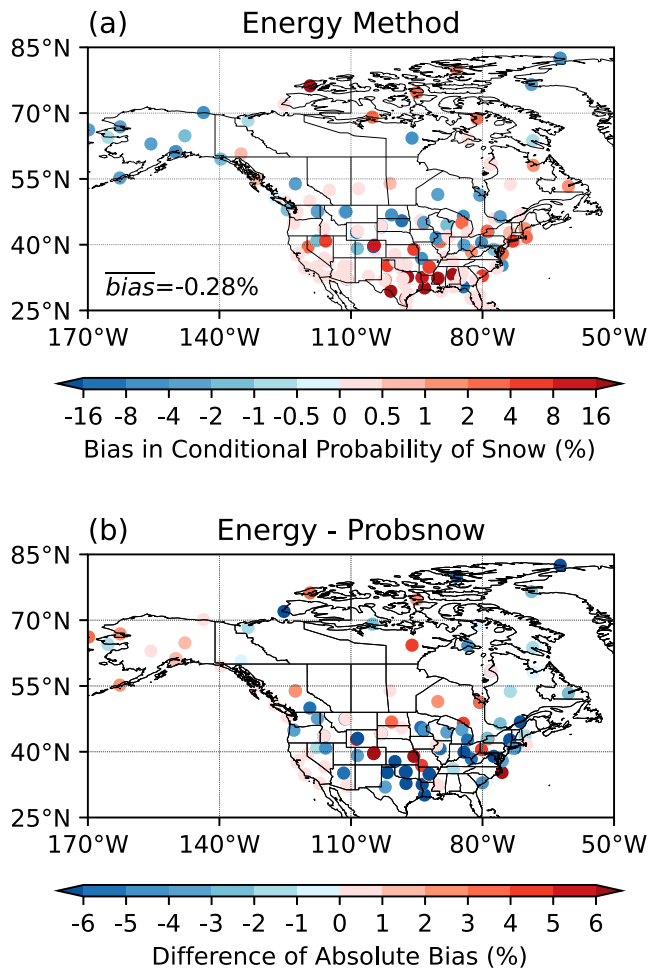 (a) Energy Method
85°N
70°N
55°N
40°N
25°N
bias=-0.28%
170°W 140°W 110°W 80°W 50°W
-16 -8 -4 -2 -1 -0.5 0 0.5 1 2 4 8 16
Bias in Conditional Probability of Snow (%)
(b) Energy - Probsnow
85°N
70°N
55°N
40°N
25°N
170°W 140°W 110°W 80°W 50°W
-6 -5 -4 -3 -2 -1 0 1 2 3 4 5 6
Difference of Absolute Bias (%)